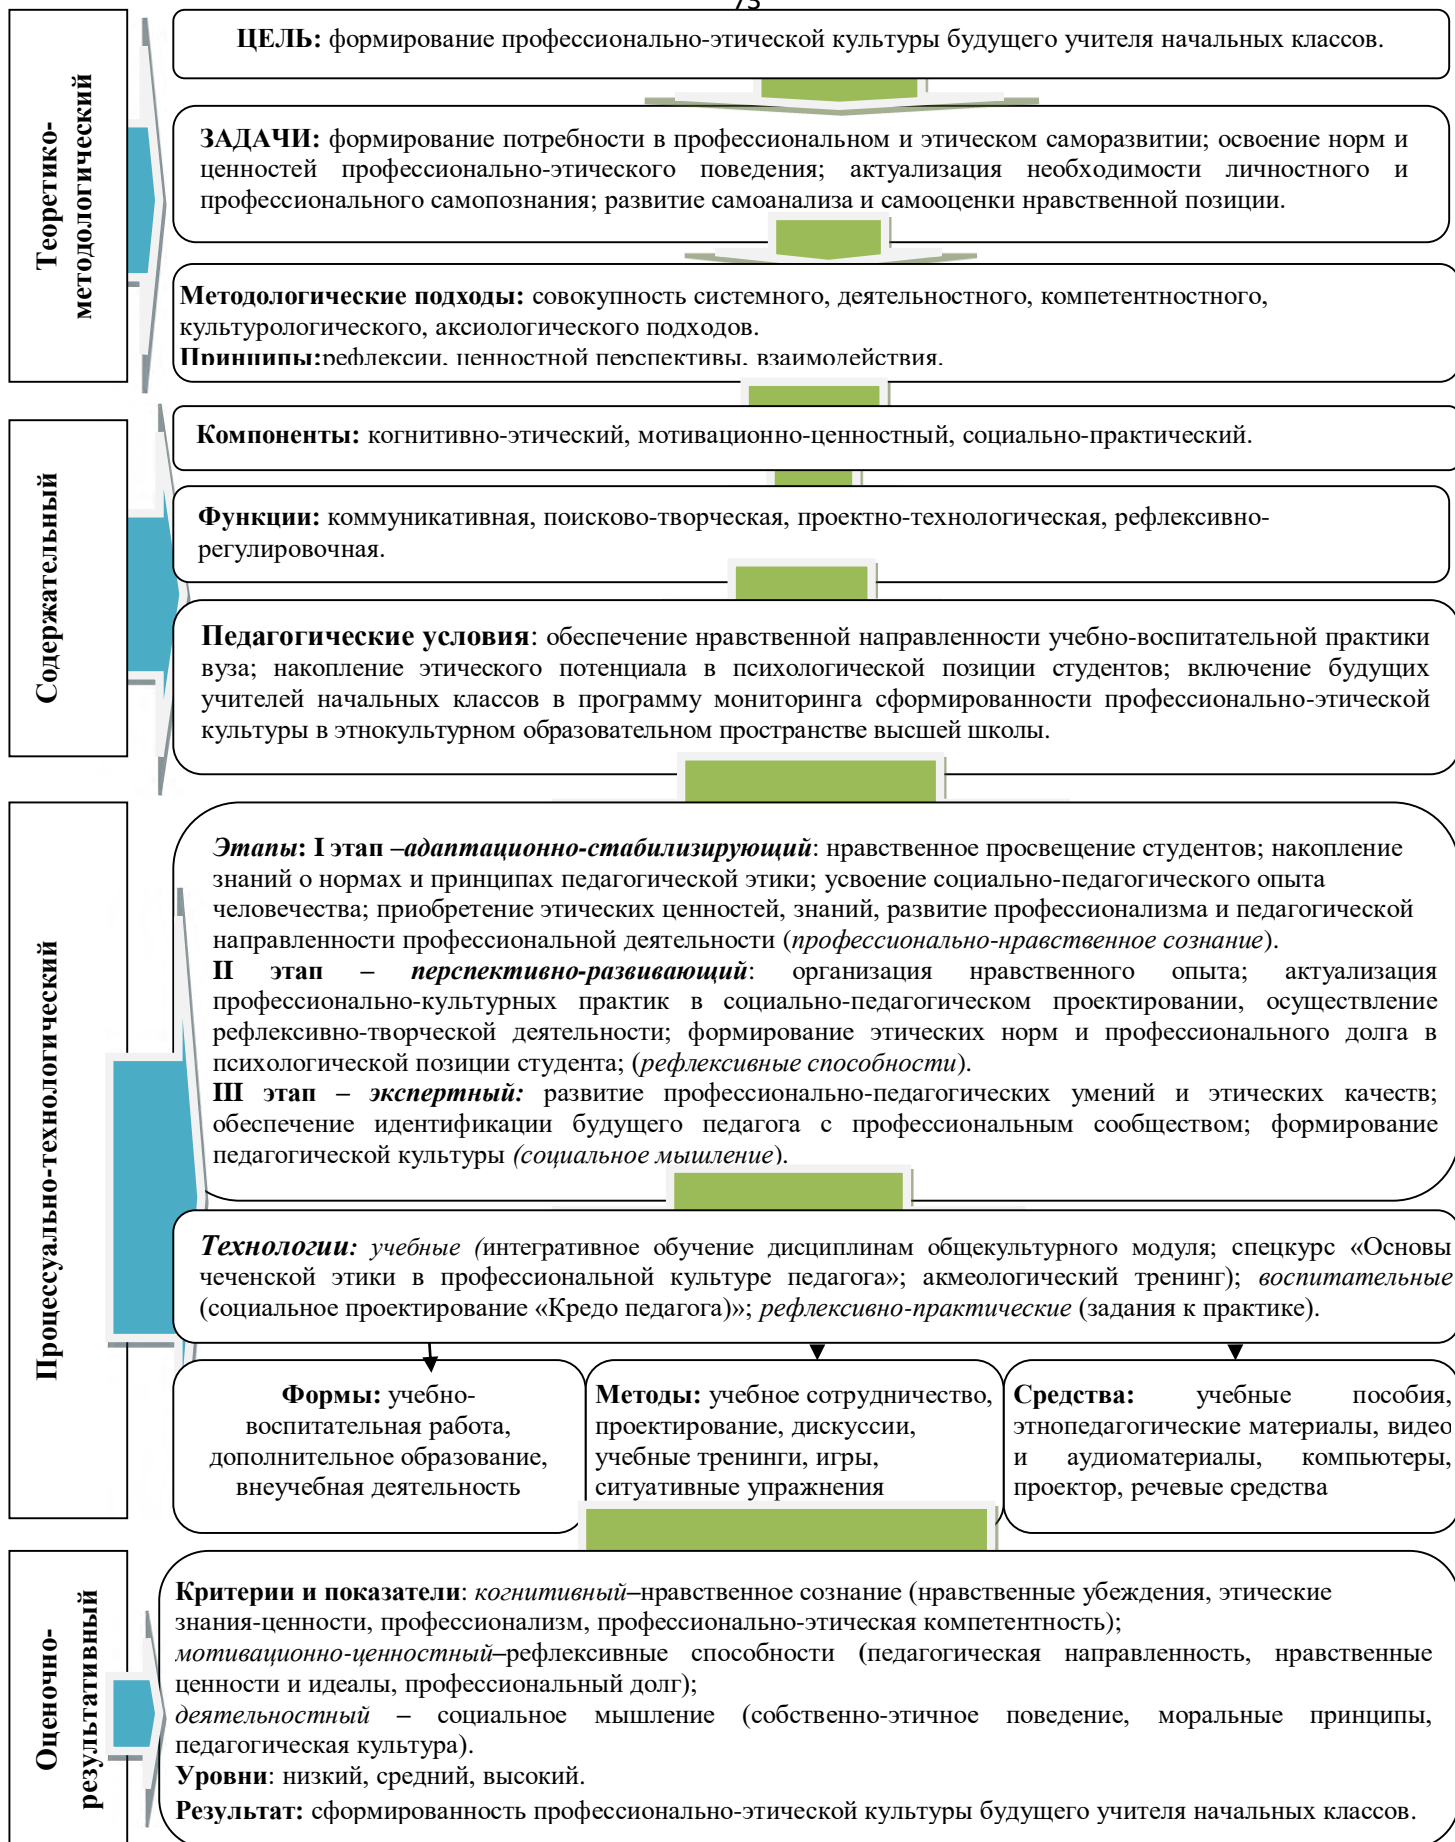 73
Теоретико-
методологический
ЦЕЛЬ: формирование профессионально-этической культуры будущего учителя начальных классов.
ЗАДАЧИ: формирование потребности в профессиональном и этическом саморазвитии; освоение норм и
ценностей профессионально-этического поведения; актуализация необходимости личностного и
профессионального самопознания; развитие самоанализа и самооценки нравственной позиции.
Методологические подходы: совокупность системного, деятельностного, компетентностного,
культурологического, аксиологического подходов.
Принципы:рефлексии, ценностной перспективы, взаимодействия.
- Содержательный
Компоненты: когнитивно-этический, мотивационно-ценностный, социально-практический.
Функции: коммуникативная, поисково-творческая, проектно-технологическая, рефлексивно-
регулировочная.
Педагогические условия: обеспечение нравственной направленности учебно-воспитательной практики
вуза; накопление этического потенциала в психологической позиции студентов; включение будущих
учителей начальных классов в программу мониторинга сформированности профессионально-этической
культуры в этнокультурном образовательном пространстве высшей школы.
Процессуально-технологический
Этапы: I этап –адаптационно-стабилизирующий: нравственное просвещение студентов; накопление
знаний о нормах и принципах педагогической этики; усвоение социально-педагогического опыта
человечества; приобретение этических ценностей, знаний, развитие профессионализма и педагогической
направленности профессиональной деятельности (профессионально-нравственное сознание).
II этап – перспективно-развивающий: организация нравственного опыта; актуализация
профессионально-культурных практик в социально-педагогическом проектировании, осуществление
рефлексивно-творческой деятельности; формирование этических норм и профессионального долга в
психологической позиции студента; (рефлексивные способности).
III этап – экспертный: развитие профессионально-педагогических умений и этических качеств;
обеспечение идентификации будущего педагога с профессиональным сообществом; формирование
педагогической культуры (социальное мышление).
Технологии: учебные (интегративное обучение дисциплинам общекультурного модуля; спецкурс «Основы
чеченской этики в профессиональной культуре педагога»; акмеологический тренинг); воспитательные
(социальное проектирование «Кредо педагога)»; рефлексивно-практические (задания к практике).
Формы: учебно-
воспитательная работа,
дополнительное образование,
внеучебная деятельность
Методы: учебное сотрудничество,
проектирование, дискуссии,
учебные тренинги, игры,
ситуативные упражнения
Средства: учебные пособия,
этнопедагогические материалы, видео
и аудиоматериалы, компьютеры,
проектор, речевые средства
Оценочно-
результативный
Критерии и показатели: когнитивный–нравственное сознание (нравственные убеждения, этические
знания-ценности, профессионализм, профессионально-этическая компетентность);
мотивационно-ценностный–рефлексивные способности (педагогическая направленность, нравственные
ценности и идеалы, профессиональный долг);
деятельностный – социальное мышление (собственно-этичное поведение, моральные принципы,
педагогическая культура).
Уровни: низкий, средний, высокий.
Результат: сформированность профессионально-этической культуры будущего учителя начальных классов.